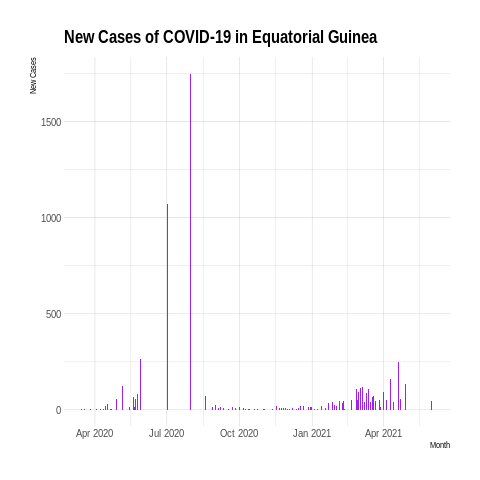 New Cases of COVID-19 in Equatorial Guinea
New Cases
1500
1000
500
0
Apr 2020 Jul 2020 Oct 2020 Jan 2021 Apr 2021
Month